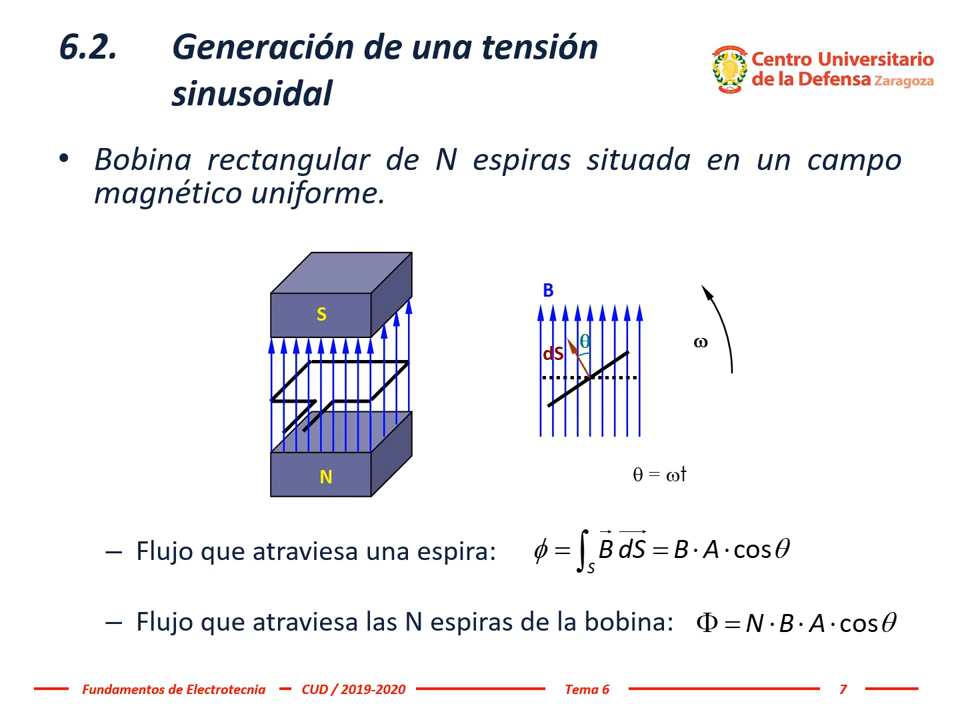 6.2. Generación de una tensión
sinusoidal
Centro Universitario
de la Defensa Zaragoza
• Bobina rectangular de N espiras situada en un campo
magnético uniforme.
S
N
B
dS
θ
ω
θ = ωt
– Flujo que atraviesa una espira: ϕ = ∫_S B⃗ dS⃗ = B · A · cos θ
– Flujo que atraviesa las N espiras de la bobina: Φ = N · B · A · cos θ
Fundamentos de Electrotecnia CUD / 2019-2020 Tema 6 7